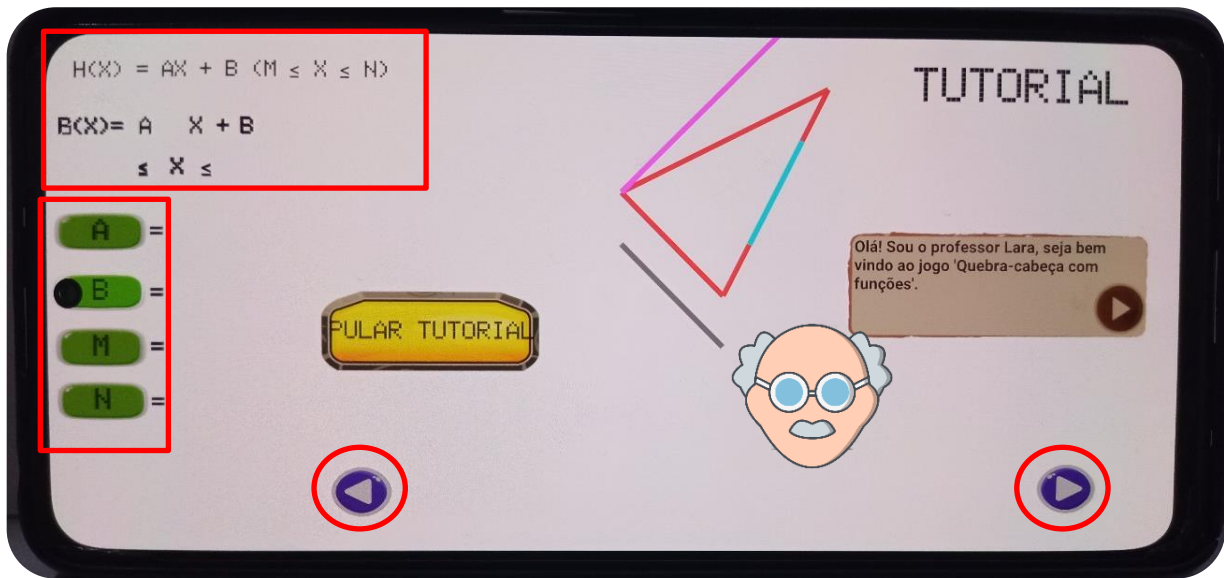 H(X) = AX + B (M ≤ X ≤ N)
TUTORIAL
B(X)= A X + B
≤ X ≤
A =
B =
M =
N =
PULAR TUTORIAL
Olá! Sou o professor Lara, seja bem
vindo ao jogo 'Quebra-cabeça com
funções'.